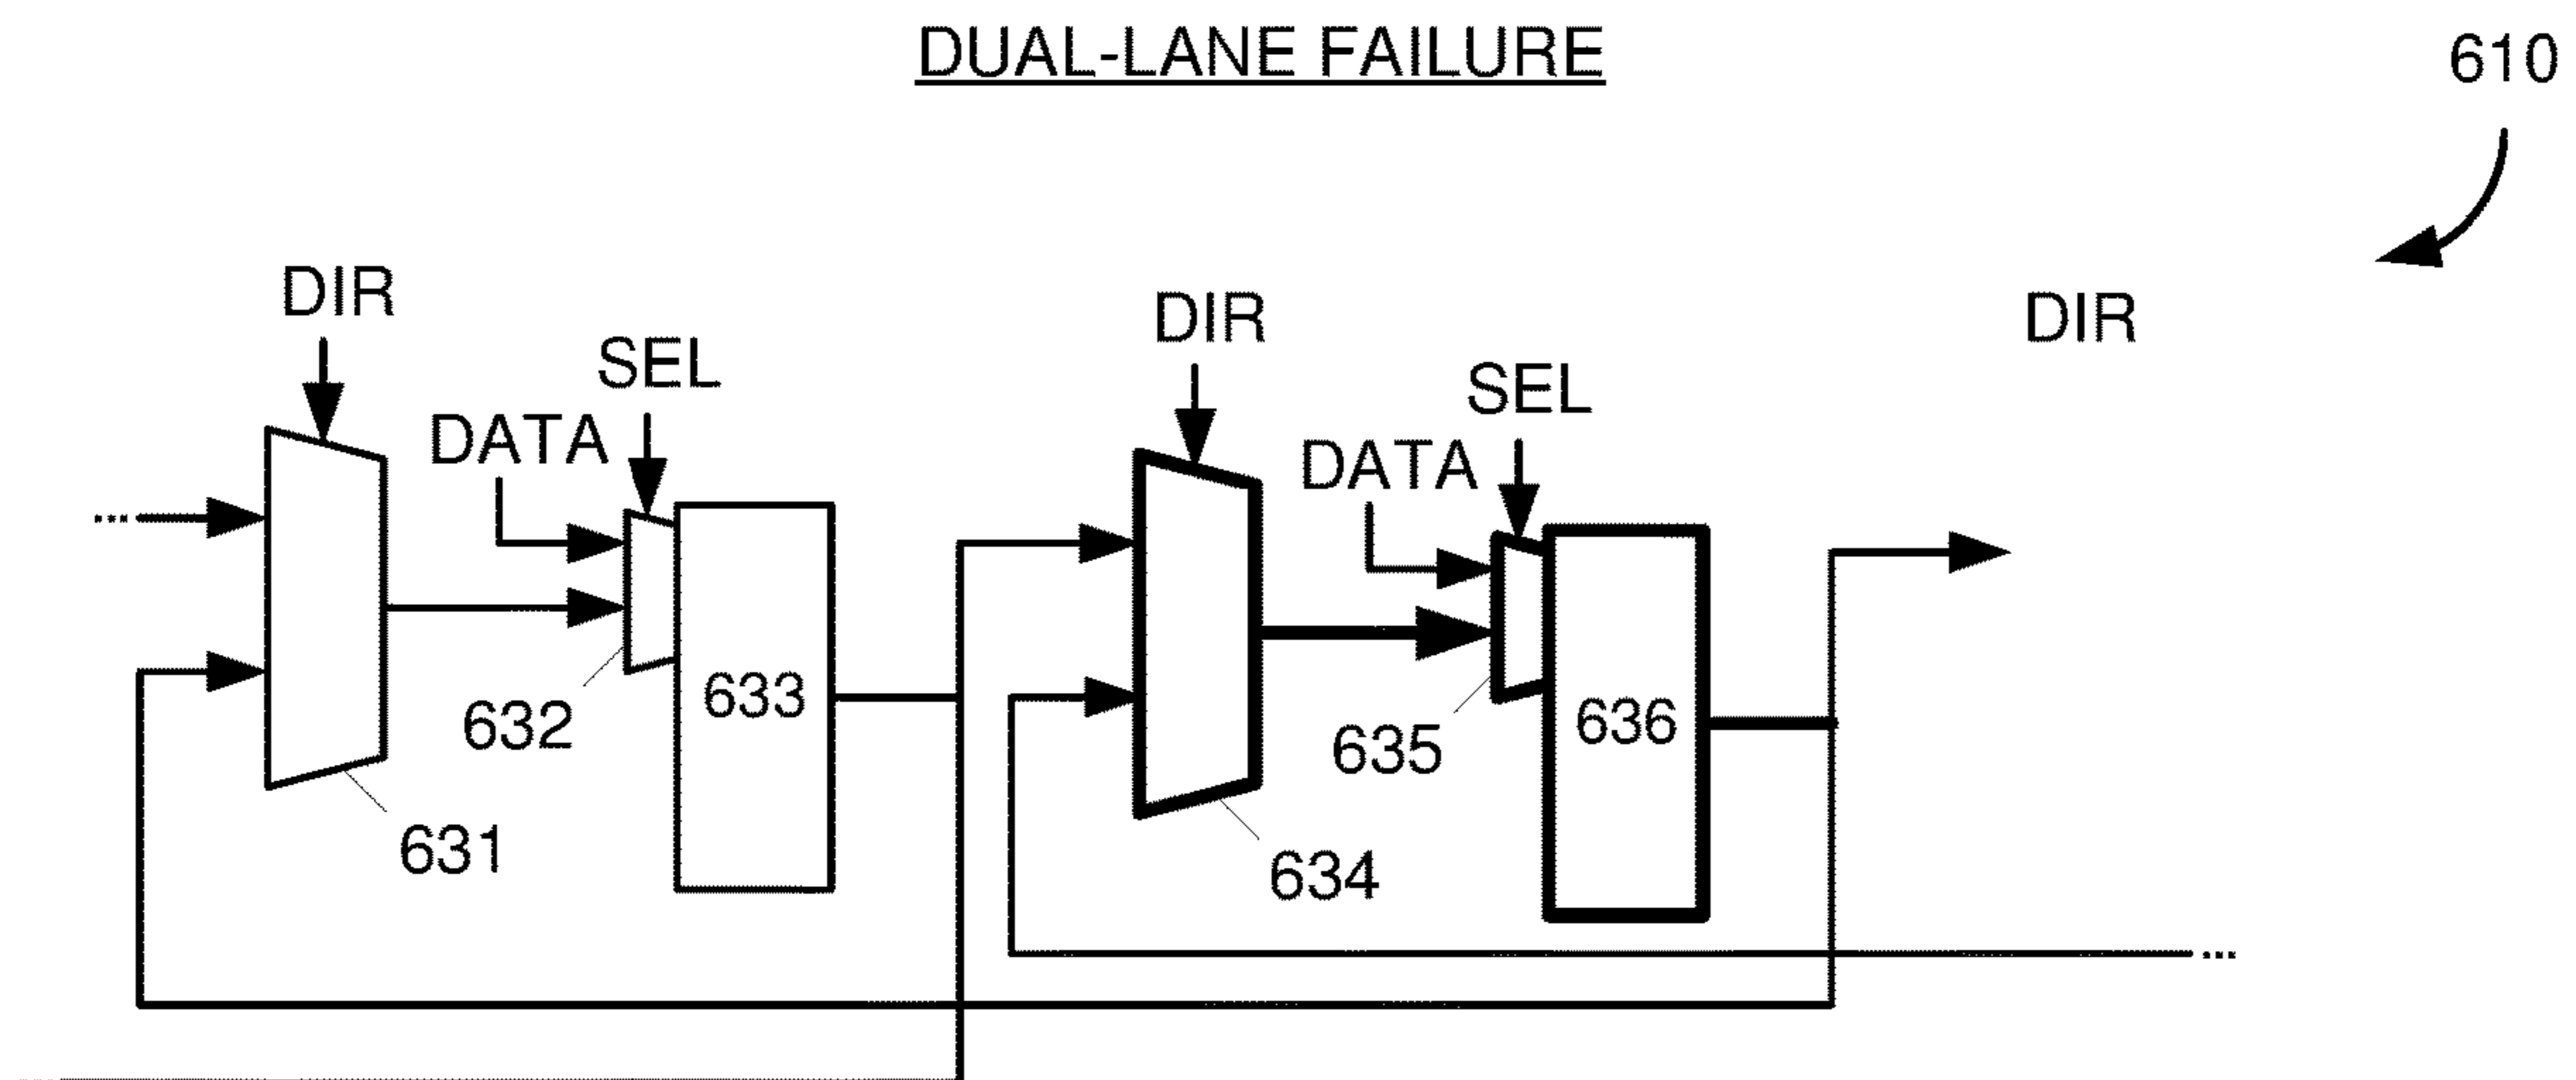 DUAL-LANE FAILURE
610
DIR
DIR
DIR
SEL
SEL
DATA
DATA
...
633
636
632
635
631
634
...